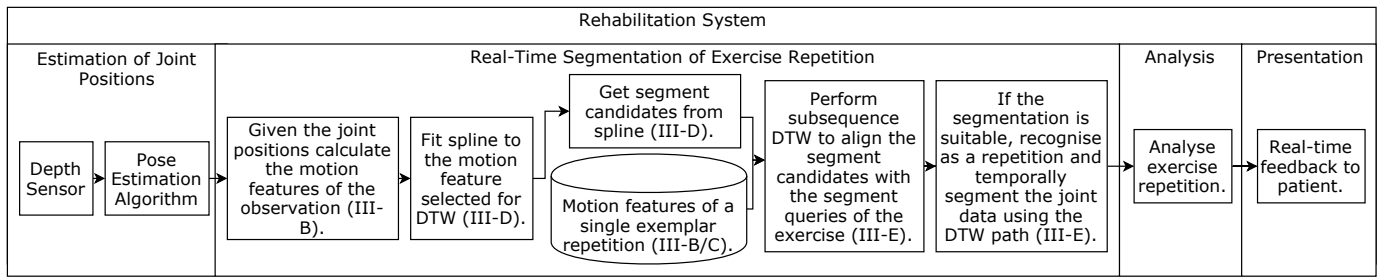 Rehabilitation System
Estimation of Joint
Positions
Real-Time Segmentation of Exercise Repetition
Analysis
Presentation
Depth
Sensor
Pose
Estimation
Algorithm
Given the joint
positions calculate
the motion
features of the
observation (III-
B).
Fit spline to
the motion
feature
selected for
DTW (III-D).
Get segment
candidates from
spline (III-D).
Motion features of a
single exemplar
repetition (III-B/C).
Perform
subsequence
DTW to align the
segment
candidates with
the segment
queries of the
exercise (III-E).
If the
segmentation is
suitable, recognise
as a repetition and
temporally
segment the joint
data using the
DTW path (III-E).
Analyse
exercise
repetition.
Real-time
feedback to
patient.